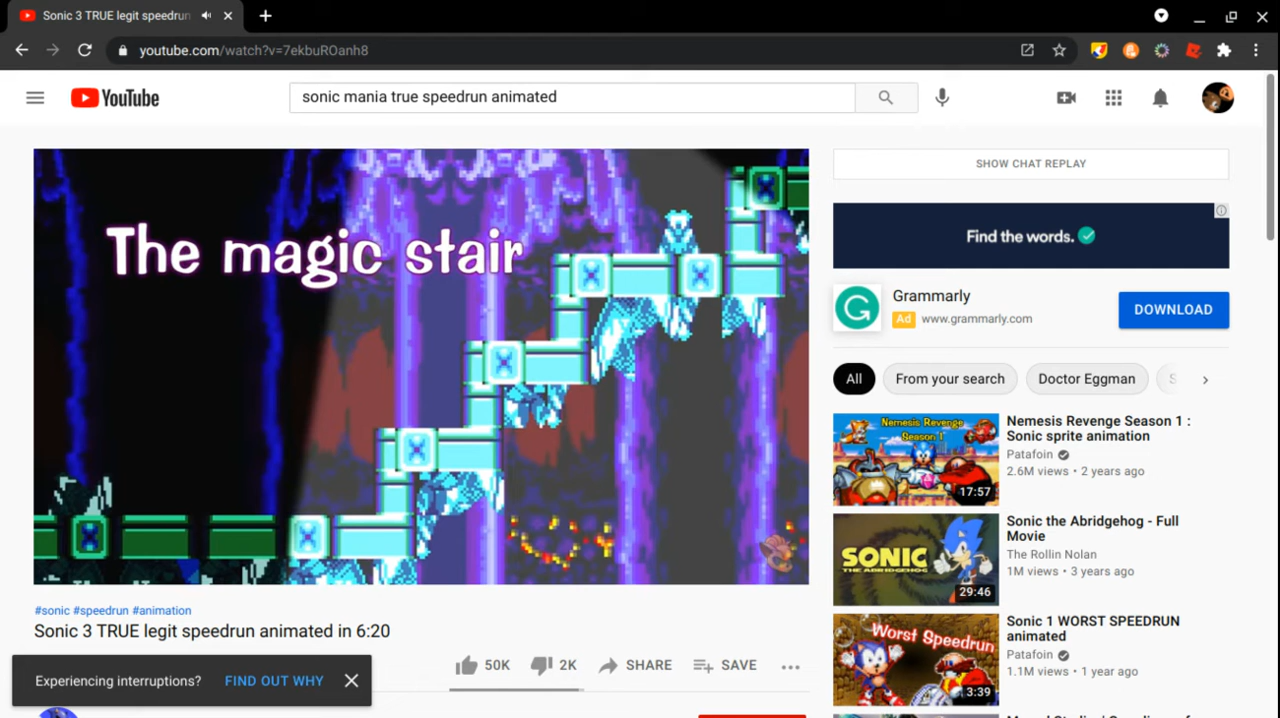 Sonic 3 TRUE legit speedrun
youtube.com/watch?v=7ekbuROanh8
YouTube
sonic mania true speedrun animated
The magic stair
SHOW CHAT REPLAY
Find the words.
Grammarly
Ad www.grammarly.com
DOWNLOAD
All
From your search
Doctor Eggman
Nemesis Revenge
Season 1
17:57
Nemesis Revenge Season 1 :
Sonic sprite animation
Patafoin
2.6M views • 2 years ago
SONIC
THE ABRIDGEHOG
29:46
Sonic the Abridgehog - Full
Movie
The Rollin Nolan
1M views • 3 years ago
Worst Speedrun
3:39
Sonic 1 WORST SPEEDRUN
animated
Patafoin
1.1M views • 1 year ago
#sonic #speedrun #animation
Sonic 3 TRUE legit speedrun animated in 6:20
50K
2K
SHARE
SAVE
Experiencing interruptions?
FIND OUT WHY